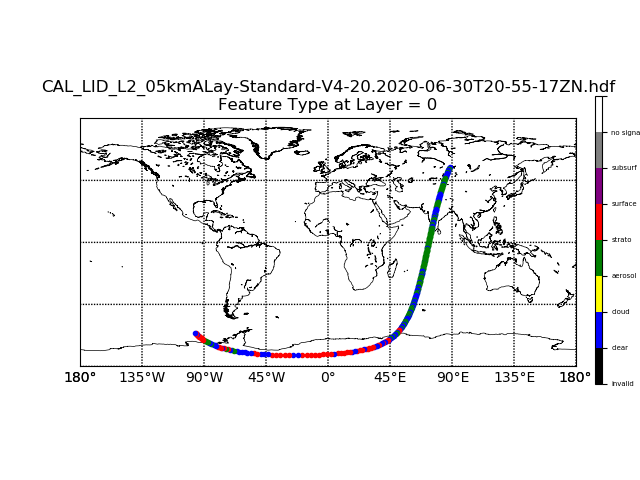 CAL_LID_L2_05kmALay-Standard-V4-20.2020-06-30T20-55-17ZN.hdf
Feature Type at Layer = 0
no signa
subsurf
surface
strato
aerosol
cloud
clear
invalid
180° 135°W 90°W 45°W 0° 45°E 90°E 135°E 180°